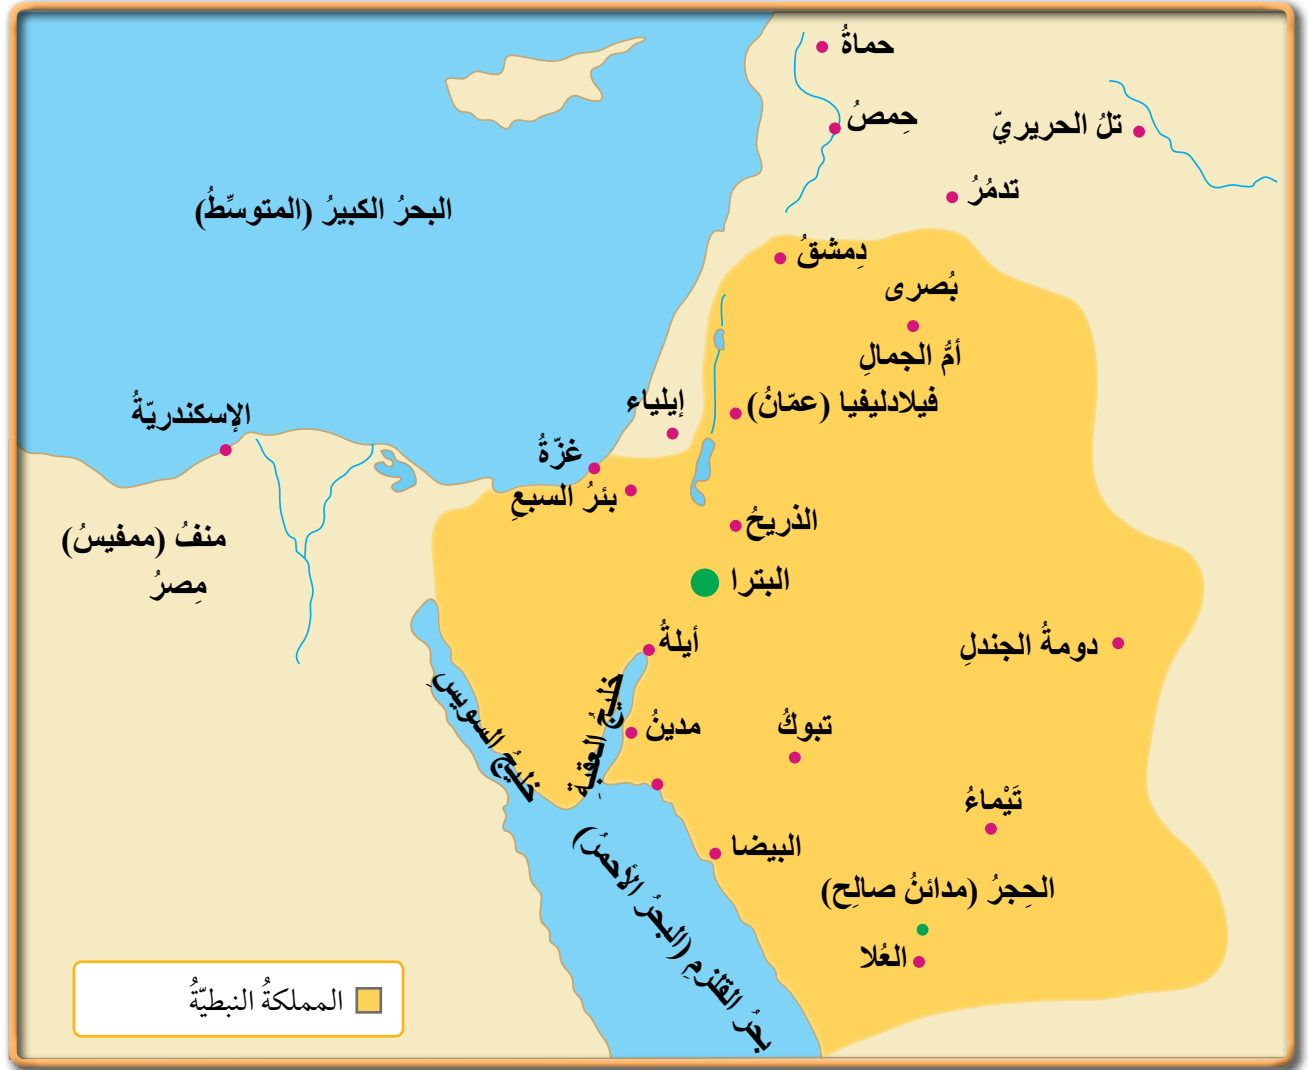 حماةُ
حِمصُ
تلُ الحريريّ
تدمُرُ
البحرُ الكبيرُ (المتوسِّطُ)
دِمشقُ
بُصرى
أمُّ الجمالِ
فيلادليفيا (عمّانُ)
إيلياء
الإسكندريّةُ
غزّةُ
بئرُ السبعِ
الذريحُ
منفُ (ممفيسُ)
مِصرُ
البترا
أيلةُ
دومةُ الجندلِ
خليجُ السويسِ
خليجُ العقبةِ
مدينُ
تبوكُ
تَيْماءُ
البيضا
الحِجرُ (مدائنُ صالِح)
العُلا
بحرُ القلزمِ (البحرُ الأحمرُ)
المملكةُ النبطيّةُ